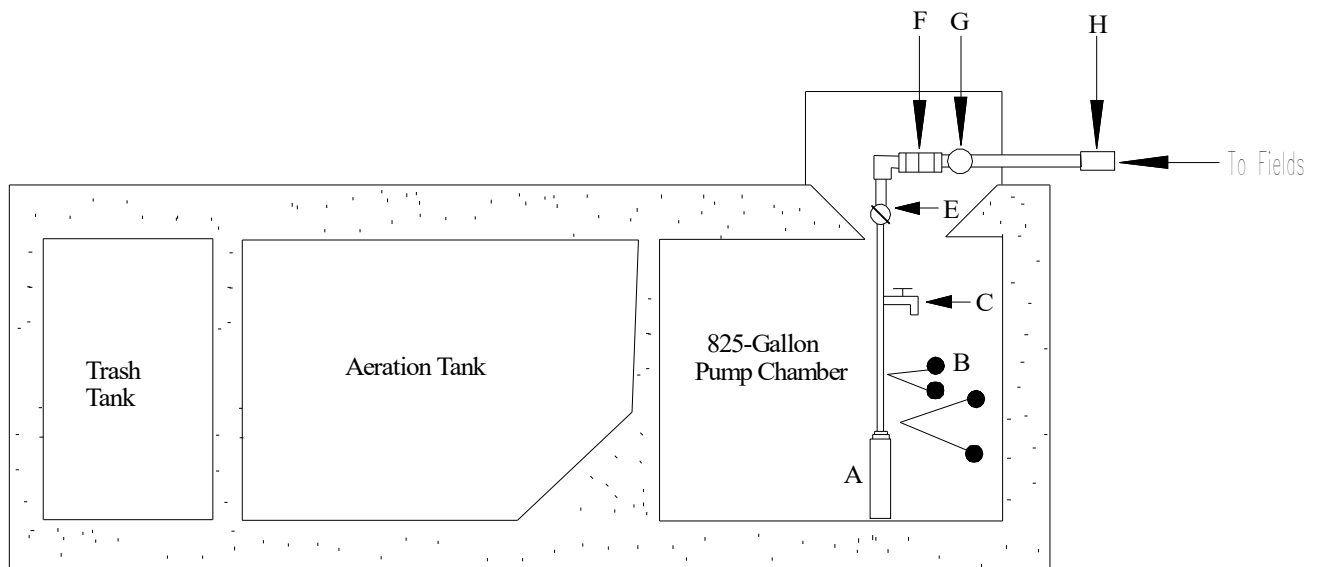 F G H
To Fields
E
C
825-Gallon
Pump Chamber
B
Trash
Tank
Aeration Tank
A